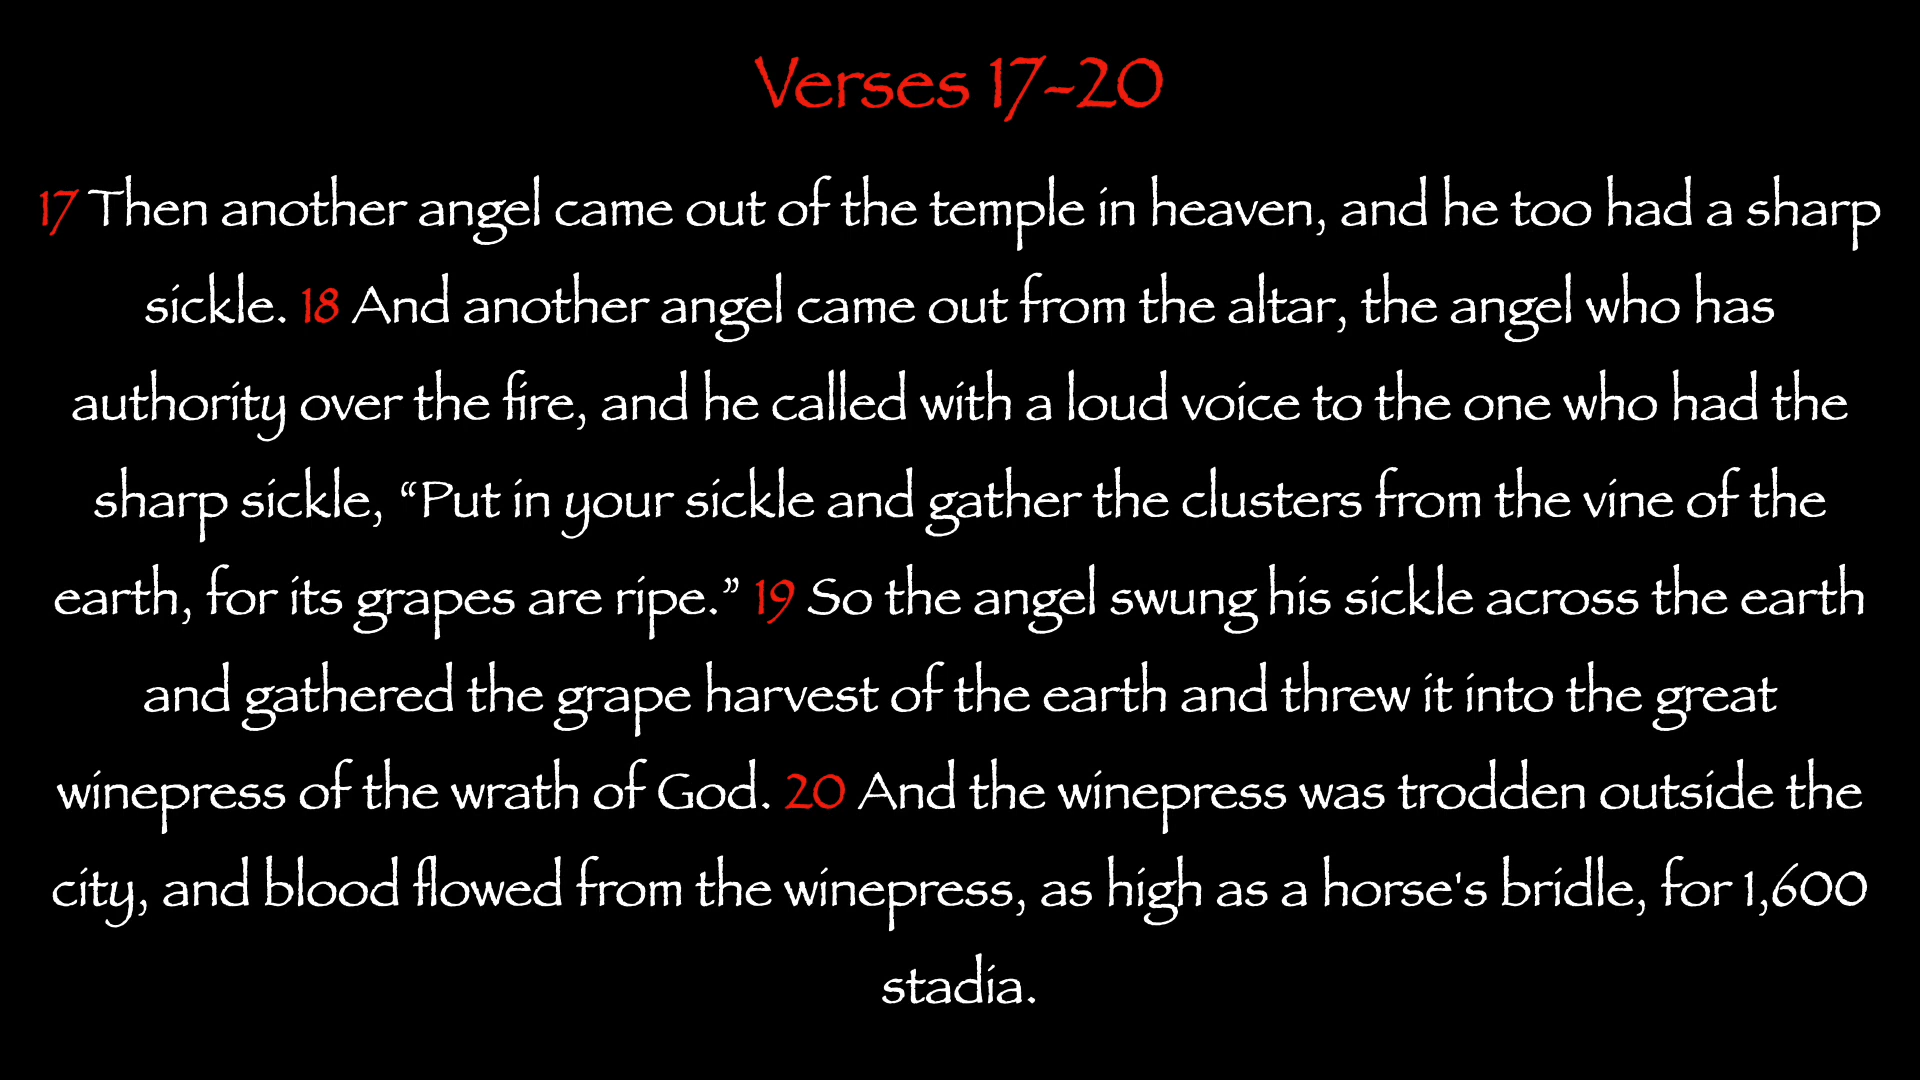 Verses 17-20
17 Then another angel came out of the temple in heaven, and he too had a sharp
sickle. 18 And another angel came out from the altar, the angel who has
authority over the fire, and he called with a loud voice to the one who had the
sharp sickle, “Put in your sickle and gather the clusters from the vine of the
earth, for its grapes are ripe.” 19 So the angel swung his sickle across the earth
and gathered the grape harvest of the earth and threw it into the great
winepress of the wrath of God. 20 And the winepress was trodden outside the
city, and blood flowed from the winepress, as high as a horse's bridle, for 1,600
stadia.